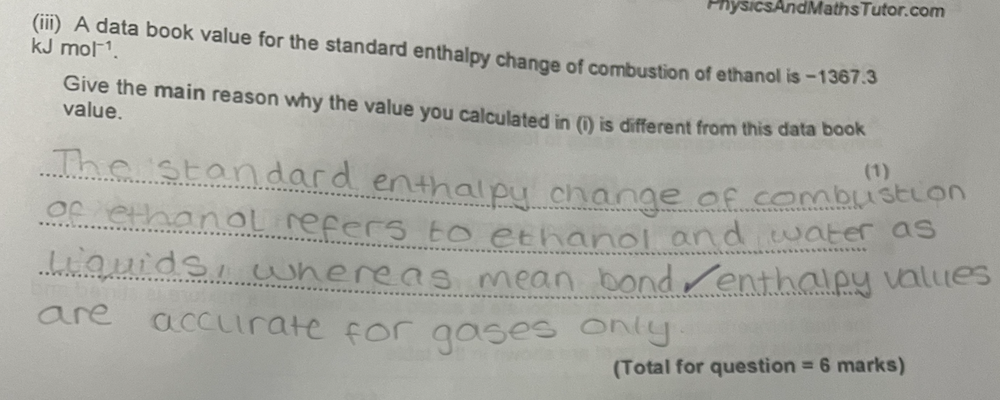 PhysicsAndMathsTutor.com
(iii) A data book value for the standard enthalpy change of combustion of ethanol is −1367.3
kJ mol⁻¹.
Give the main reason why the value you calculated in (i) is different from this data book
value.
(1)
The standard enthalpy change of combustion
of ethanol refers to ethanol and water as
liquids, whereas mean bond ✓enthalpy values
are accurate for gases only.
(Total for question = 6 marks)